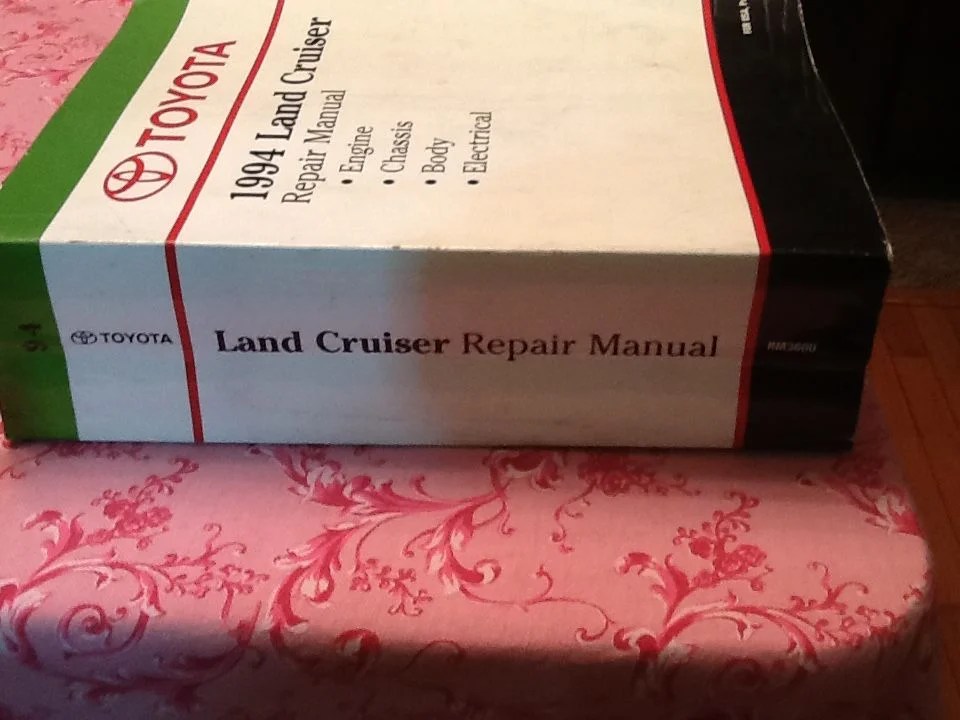 TOYOTA
1994 Land Cruiser
Repair Manual
• Engine
• Chassis
• Body
• Electrical
94
TOYOTA
Land Cruiser Repair Manual